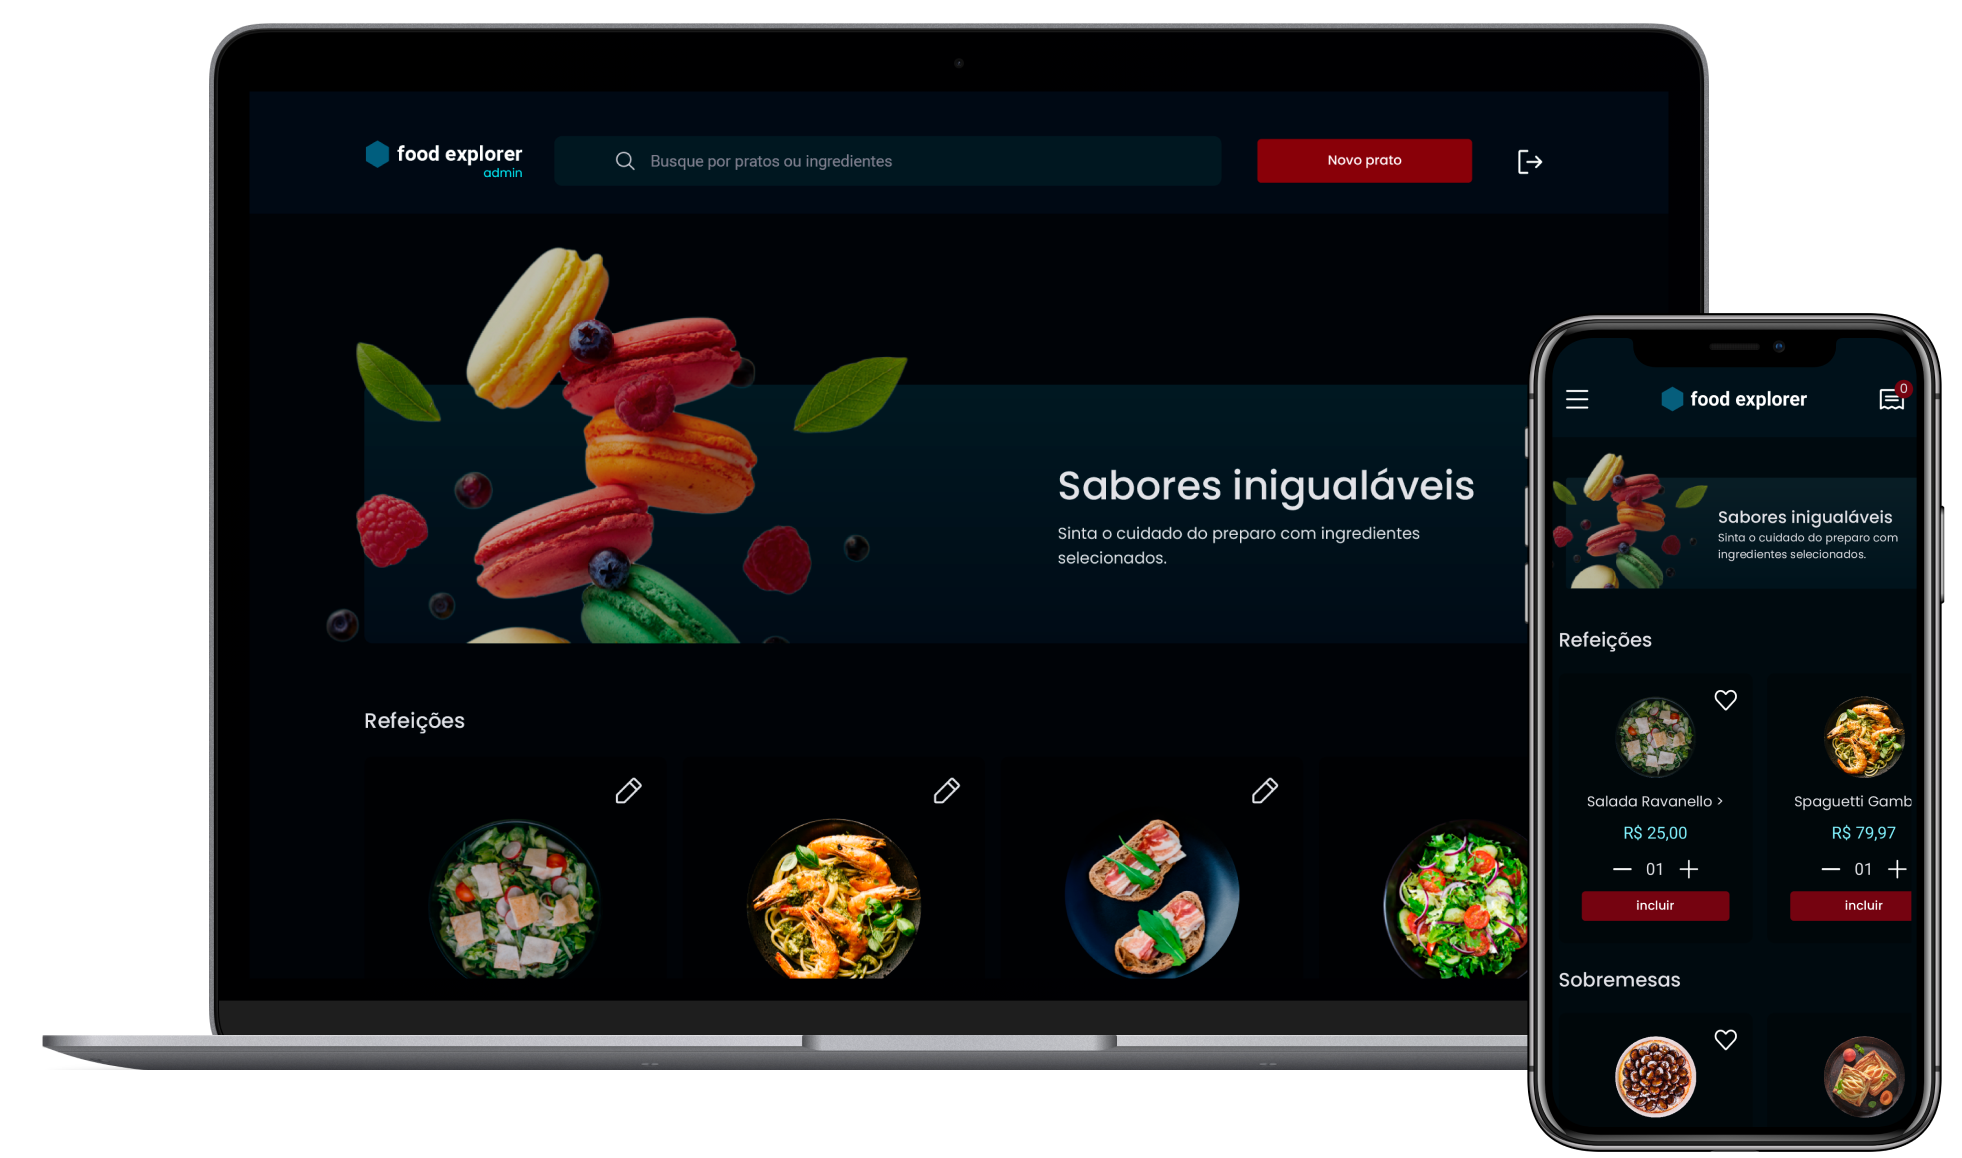 food explorer
admin
Busque por pratos ou ingredientes
Novo prato
Sabores inigualáveis
Sinta o cuidado do preparo com ingredientes
selecionados.
Refeições
food explorer
0
Sabores inigualáveis
Sinta o cuidado do preparo com
ingredientes selecionados.
Refeições
Salada Ravanello >
Spaguetti Gamb
R$ 25,00
R$ 79,97
01
01
incluir
incluir
Sobremesas